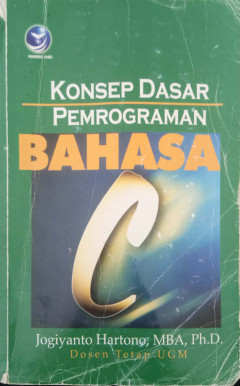 KONSEP DASAR
PEMROGRAMAN
BAHASA
C
Jogiyanto Hartono, MBA, Ph.D.
Dosen Tetap UGM